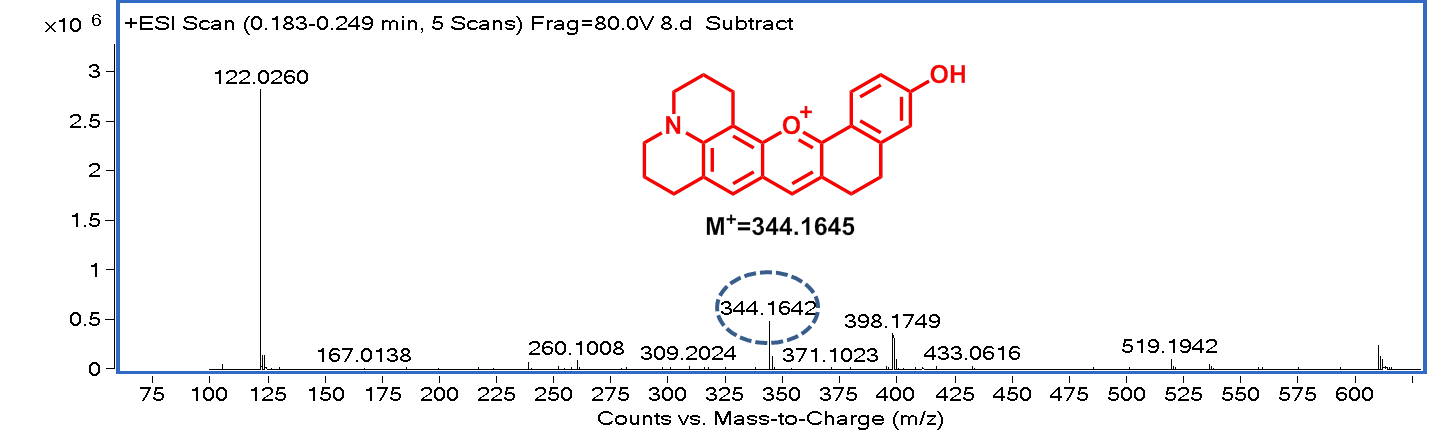 ×10 6
+ESI Scan (0.183-0.249 min, 5 Scans) Frag=80.0V 8.d Subtract
3
2.5
2
1.5
1
0.5
0
122.0260
OH
N
O+
M+=344.1645
344.1642
398.1749
167.0138
260.1008
309.2024
371.1023
433.0616
519.1942
75 100 125 150 175 200 225 250 275 300 325 350 375 400 425 450 475 500 525 550 575 600
Counts vs. Mass-to-Charge (m/z)